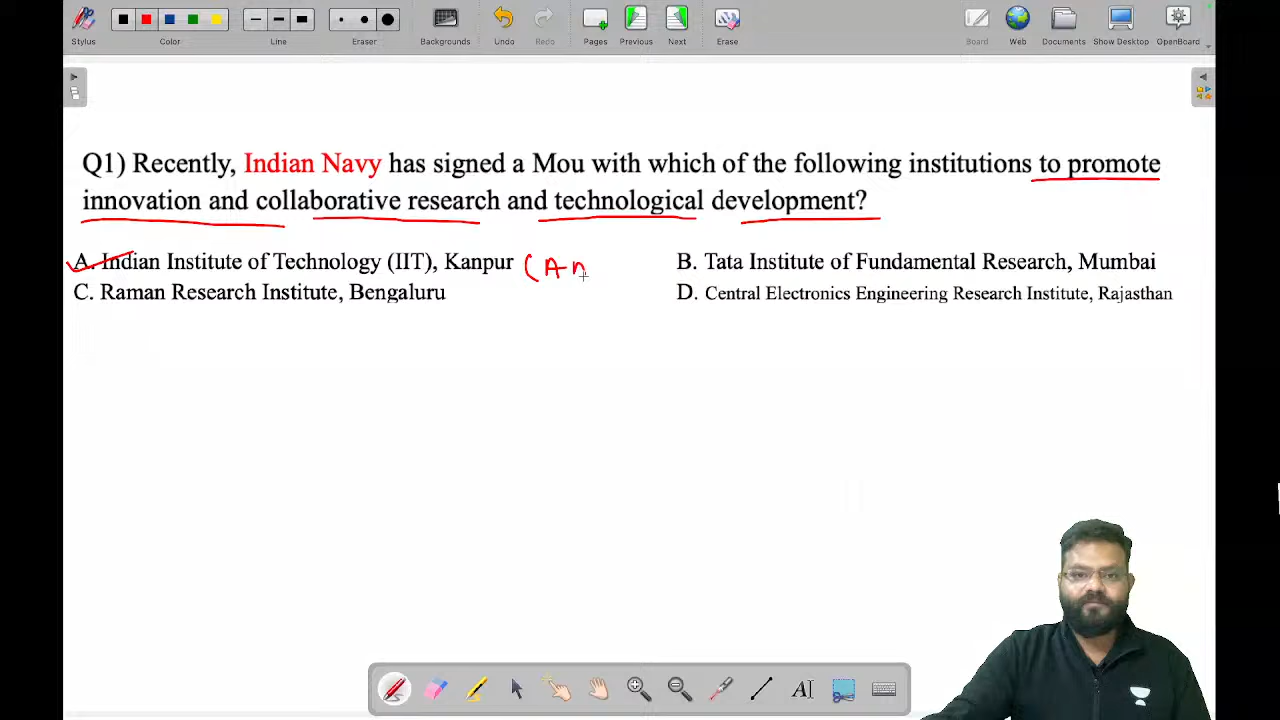 Stylus Color Line Eraser Backgrounds Undo Redo Pages Previous Next Erase Board Web Documents Show Desktop OpenBoard
Q1) Recently, Indian Navy has signed a Mou with which of the following institutions to promote
innovation and collaborative research and technological development?
A. Indian Institute of Technology (IIT), Kanpur (An
B. Tata Institute of Fundamental Research, Mumbai
C. Raman Research Institute, Bengaluru
D. Central Electronics Engineering Research Institute, Rajasthan